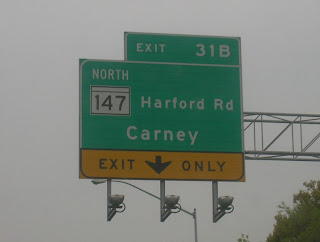 EXIT 31B
NORTH
147 Harford Rd
Carney
EXIT ONLY